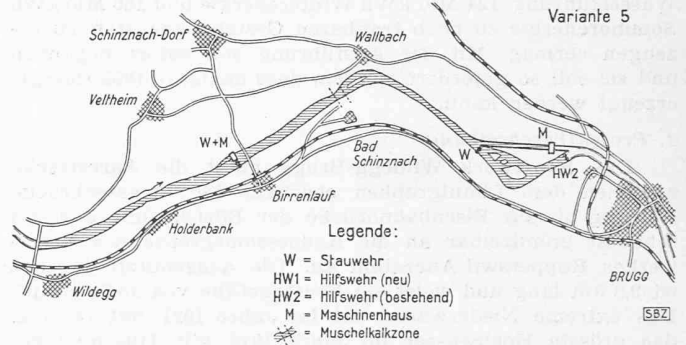 Variante 5
Schinznach-Dorf
Wallbach
Veltheim
W+M
Bad
Schinznach
W
M
HW2
Birrenlauf
Holderbank
Wildegg
BRUGG
Legende:
W = Stauwehr
HW1 = Hilfswehr (neu)
HW2 = Hilfswehr (bestehend)
M = Maschinenhaus
= Muschelkalkzone
SBZ